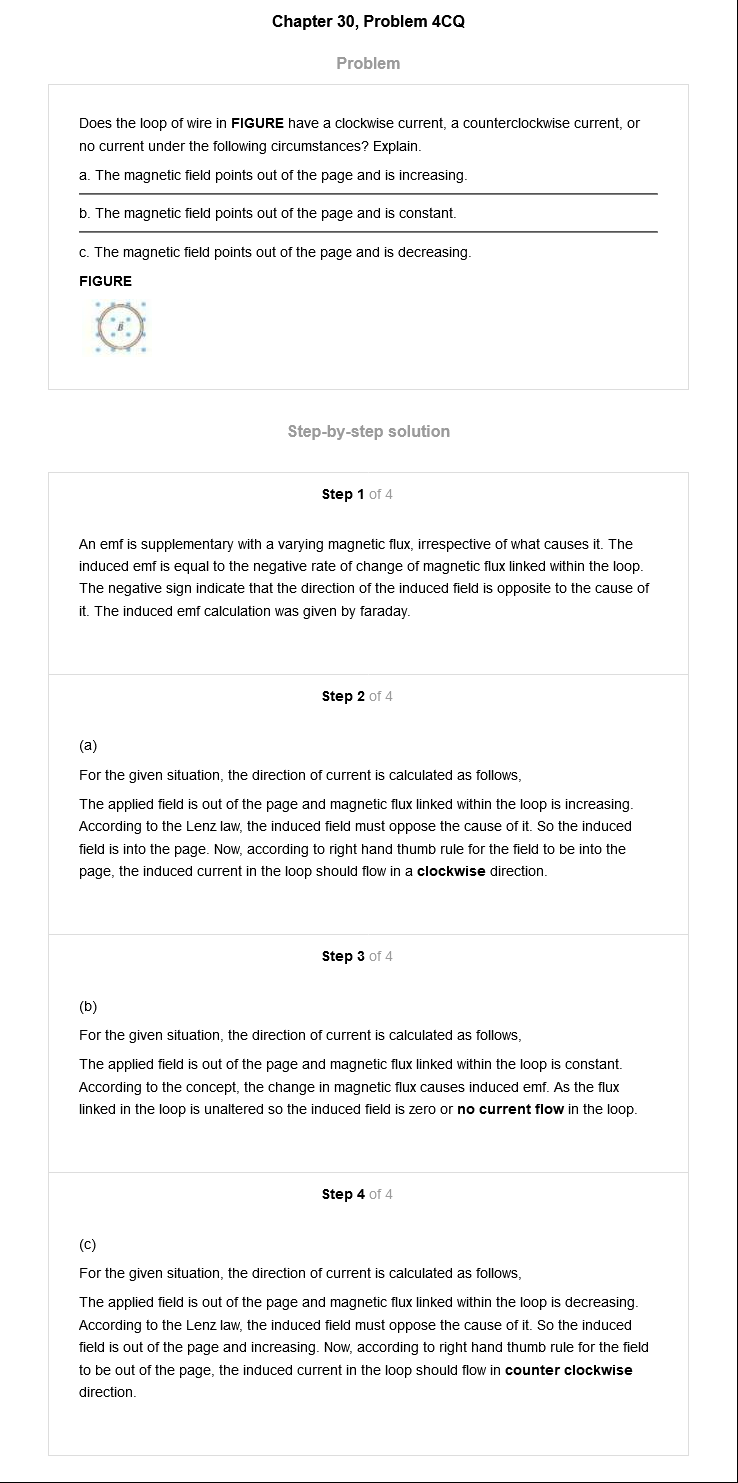 Chapter 30, Problem 4CQ
Problem
Does the loop of wire in FIGURE have a clockwise current, a counterclockwise current, or
no current under the following circumstances? Explain.
a. The magnetic field points out of the page and is increasing.
b. The magnetic field points out of the page and is constant.
c. The magnetic field points out of the page and is decreasing.
FIGURE
B⃗
Step-by-step solution
Step 1 of 4
An emf is supplementary with a varying magnetic flux, irrespective of what causes it. The
induced emf is equal to the negative rate of change of magnetic flux linked within the loop.
The negative sign indicate that the direction of the induced field is opposite to the cause of
it. The induced emf calculation was given by faraday.
Step 2 of 4
(a)
For the given situation, the direction of current is calculated as follows,
The applied field is out of the page and magnetic flux linked within the loop is increasing.
According to the Lenz law, the induced field must oppose the cause of it. So the induced
field is into the page. Now, according to right hand thumb rule for the field to be into the
page, the induced current in the loop should flow in a clockwise direction.
Step 3 of 4
(b)
For the given situation, the direction of current is calculated as follows,
The applied field is out of the page and magnetic flux linked within the loop is constant.
According to the concept, the change in magnetic flux causes induced emf. As the flux
linked in the loop is unaltered so the induced field is zero or no current flow in the loop.
Step 4 of 4
(c)
For the given situation, the direction of current is calculated as follows,
The applied field is out of the page and magnetic flux linked within the loop is decreasing.
According to the Lenz law, the induced field must oppose the cause of it. So the induced
field is out of the page and increasing. Now, according to right hand thumb rule for the field
to be out of the page, the induced current in the loop should flow in counter clockwise
direction.